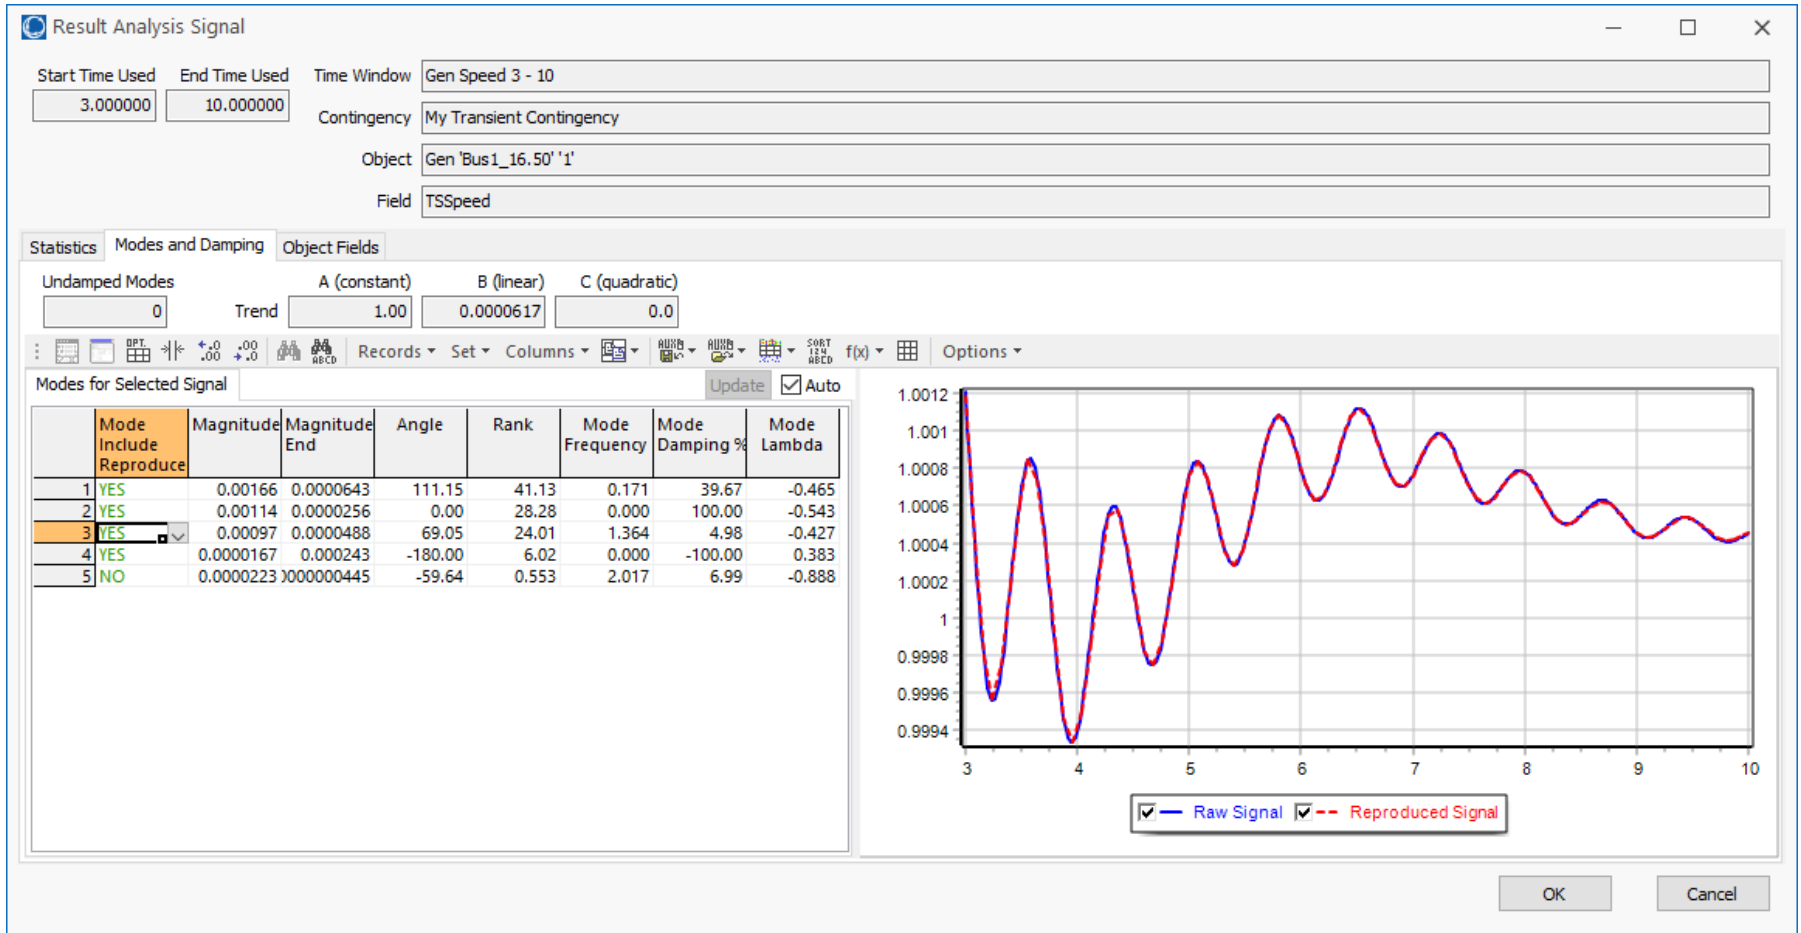 Result Analysis Signal
Start Time Used End Time Used Time Window Gen Speed 3 - 10
3.000000 10.000000
Contingency My Transient Contingency
Object Gen 'Bus1_16.50' '1'
Field TSSpeed
Statistics Modes and Damping Object Fields
Undamped Modes A (constant) B (linear) C (quadratic)
0 Trend 1.00 0.0000617 0.0
Records Set Columns f(x) Options
Modes for Selected Signal Update Auto
Mode Include Reproduce Magnitude Magnitude End Angle Rank Mode Frequency Mode Damping % Mode Lambda
1 YES 0.00166 0.0000643 111.15 41.13 0.171 39.67 -0.465
2 YES 0.00114 0.0000256 0.00 28.28 0.000 100.00 -0.543
3 YES 0.00097 0.0000488 69.05 24.01 1.364 4.98 -0.427
4 YES 0.0000167 0.000243 -180.00 6.02 0.000 -100.00 0.383
5 NO 0.0000223 0000000445 -59.64 0.553 2.017 6.99 -0.888
1.0012
1.001
1.0008
1.0006
1.0004
1.0002
1
0.9998
0.9996
0.9994
3 4 5 6 7 8 9 10
Raw Signal Reproduced Signal
OK Cancel